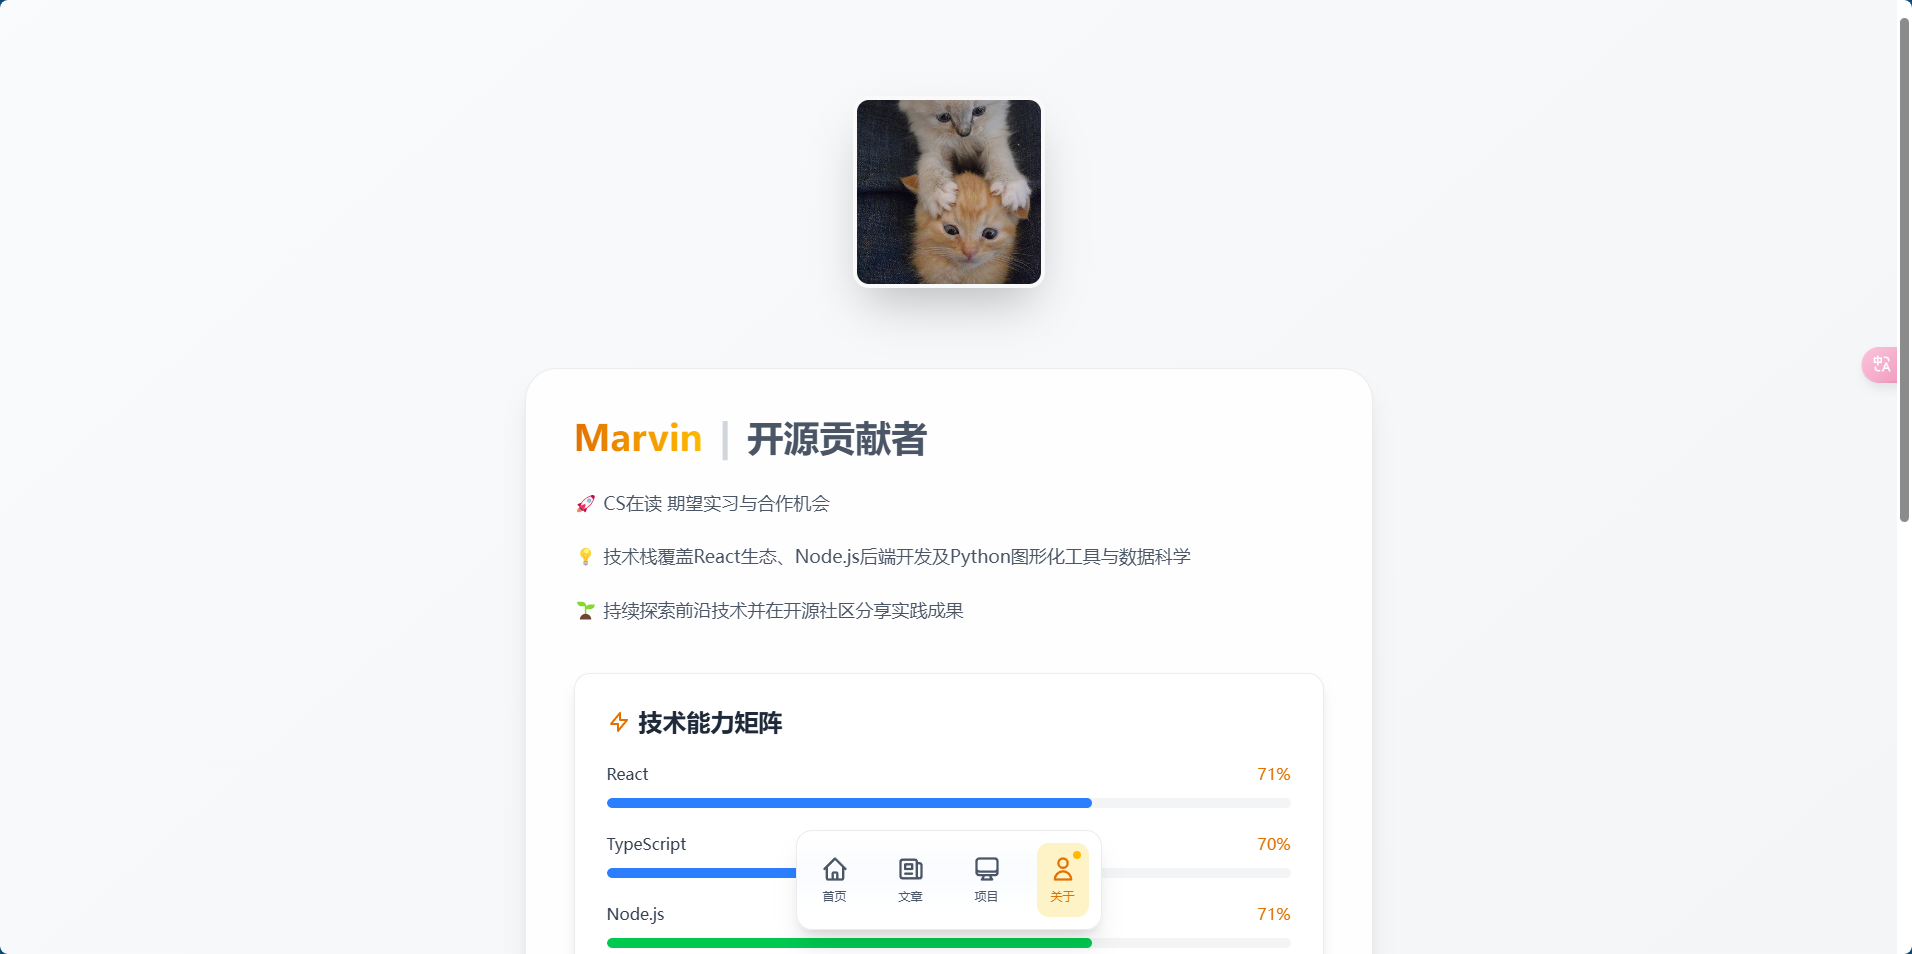 Marvin | 开源贡献者
🚀 CS在读 期望实习与合作机会
💡 技术栈覆盖React生态、Node.js后端开发及Python图形化工具与数据科学
🌱 持续探索前沿技术并在开源社区分享实践成果
技术能力矩阵
React 71%
TypeScript 70%
Node.js 71%
首页 文章 项目 关于
中A